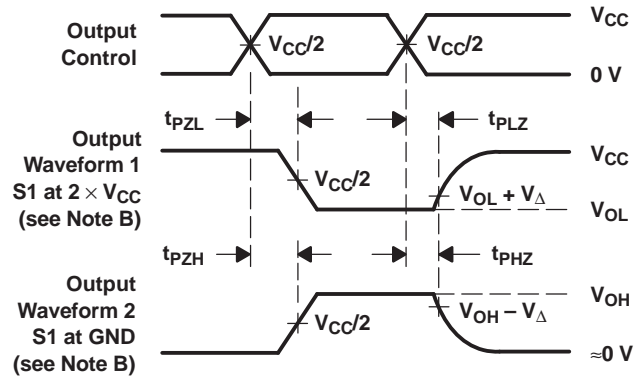 Output
Control
V_CC/2
V_CC/2
V_CC
0 V
t_PZL
t_PLZ
Output
Waveform 1
S1 at 2 × V_CC
(see Note B)
V_CC/2
V_OL + V_Δ
V_CC
V_OL
t_PZH
t_PHZ
Output
Waveform 2
S1 at GND
(see Note B)
V_CC/2
V_OH − V_Δ
V_OH
≈0 V